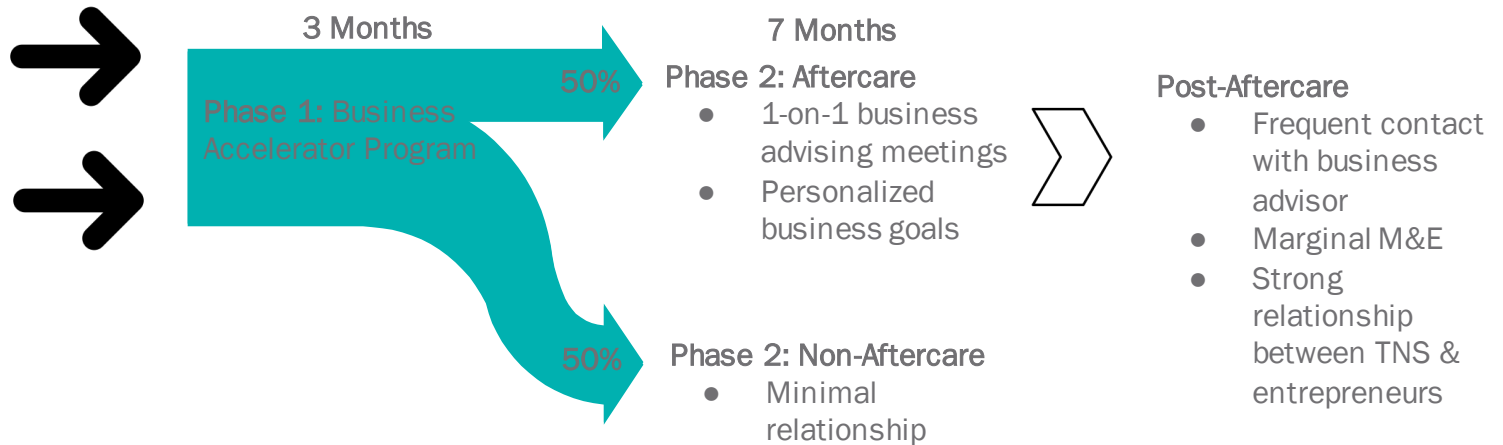 3 Months
50%
Phase 1: Business
Accelerator Program
50%
7 Months
Phase 2: Aftercare
● 1-on-1 business
advising meetings
● Personalized
business goals
Phase 2: Non-Aftercare
● Minimal
relationship
Post-Aftercare
● Frequent contact
with business
advisor
● Marginal M&E
● Strong
relationship
between TNS &
entrepreneurs